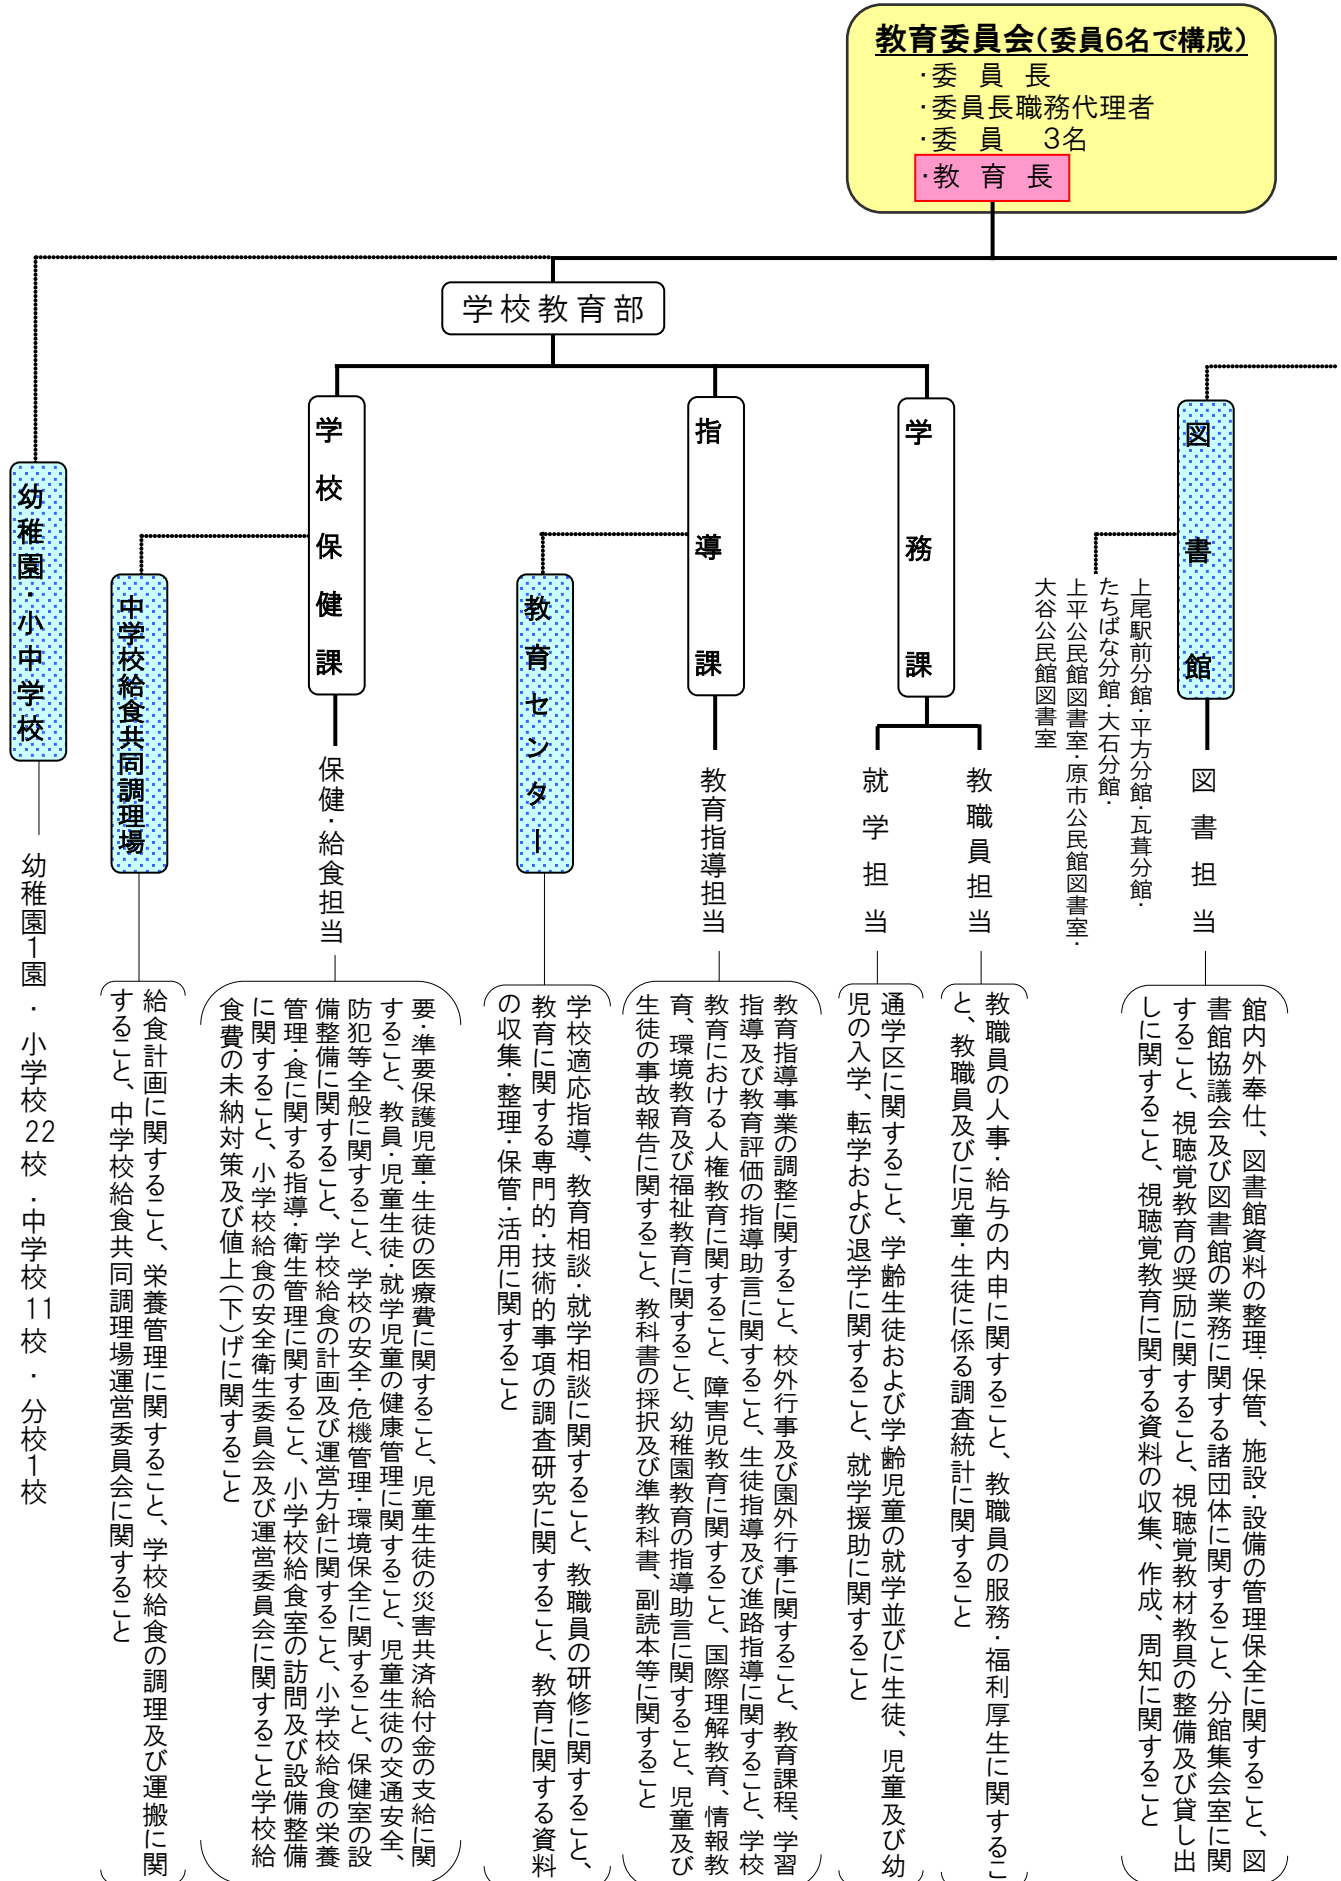 教育委員会（委員6名で構成）
・委　員　長
・委員長職務代理者
・委　員　3名
・教　育　長
学校教育部
図書館
上尾駅前分館・平方分館・瓦葺分館・
たちばな分館・大石分館・
上平公民館図書室・原市公民館図書室・
大谷公民館図書室
図書担当
館内外奉仕、図書館資料の整理・保管、施設・設備の管理保全に関すること、図
書館協議会及び図書館の業務に関する諸団体に関すること、分館集会室に関
すること、視聴覚教育の奨励に関すること、視聴覚教材教具の整備及び貸し出
しに関すること、視聴覚教育に関する資料の収集、作成、周知に関すること
学務課
教職員担当
教職員の人事・給与の内申に関すること、教職員の服務・福利厚生に関するこ
と、教職員及びに児童・生徒に係る調査統計に関すること
就学担当
通学区に関すること、学齢生徒および学齢児童の就学並びに生徒、児童及び幼
児の入学、転学および退学に関すること、就学援助に関すること
指導課
教育指導担当
教育指導事業の調整に関すること、校外行事及び園外行事に関すること、教育課程、学習
指導及び教育評価の指導助言に関すること、生徒指導及び進路指導に関すること、学校
教育における人権教育に関すること、障害児教育に関すること、国際理解教育、情報教
育、環境教育及び福祉教育に関すること、幼稚園教育の指導助言に関すること、児童及び
生徒の事故報告に関すること、教科書の採択及び準教科書、副読本等に関すること
教育センター
学校適応指導、教育相談・就学相談に関すること、教職員の研修に関すること、
教育に関する専門的・技術的事項の調査研究に関すること、教育に関する資料
の収集・整理・保管・活用に関すること
学校保健課
保健・給食担当
要・準要保護児童・生徒の医療費に関すること、児童生徒の災害共済給付金の支給に関
すること、教員・児童生徒・就学児童の健康管理に関すること、児童生徒の交通安全、
防犯等全般に関すること、学校の安全・危機管理・環境保全に関すること、保健室の設
備整備に関すること、学校給食の計画及び運営方針に関すること、小学校給食の栄養
管理・食に関する指導・衛生管理に関すること、小学校給食室の訪問及び設備整備
に関すること、小学校給食の安全衛生委員会及び運営委員会に関すること学校給
食費の未納対策及び値上（下）げに関すること
中学校給食共同調理場
給食計画に関すること、栄養管理に関すること、学校給食の調理及び運搬に関
すること、中学校給食共同調理場運営委員会に関すること
幼稚園・小中学校
幼稚園1園・小学校22校・中学校11校・分校1校